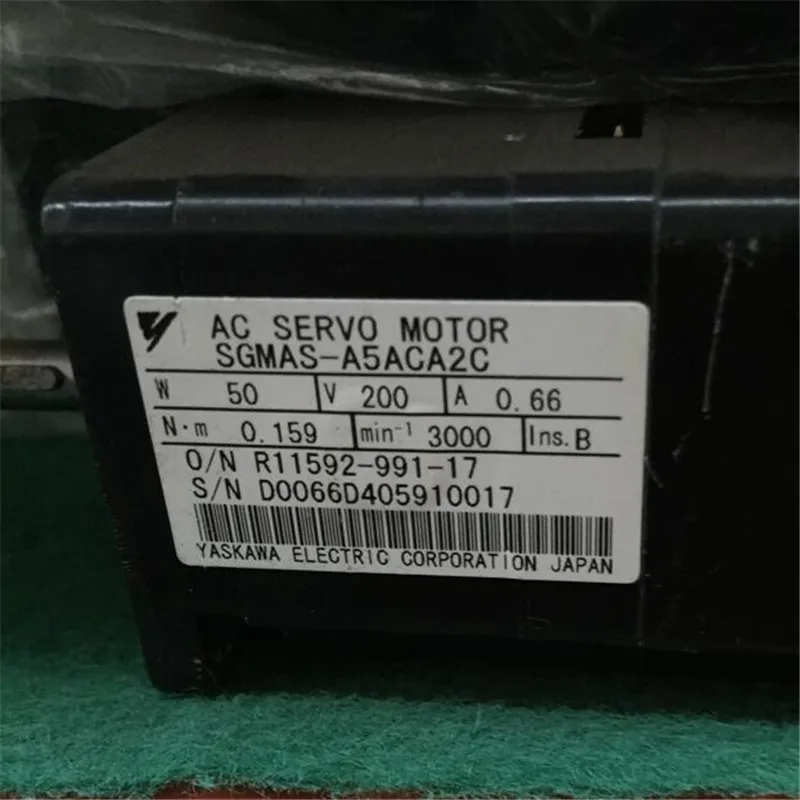 AC SERVO MOTOR
SGMAS-A5ACA2C
W 50 V 200 A 0.66
N·m 0.159 min⁻¹ 3000 Ins.B
O/N R11592-991-17
S/N D0066D405910017
YASKAWA ELECTRIC CORPORATION JAPAN